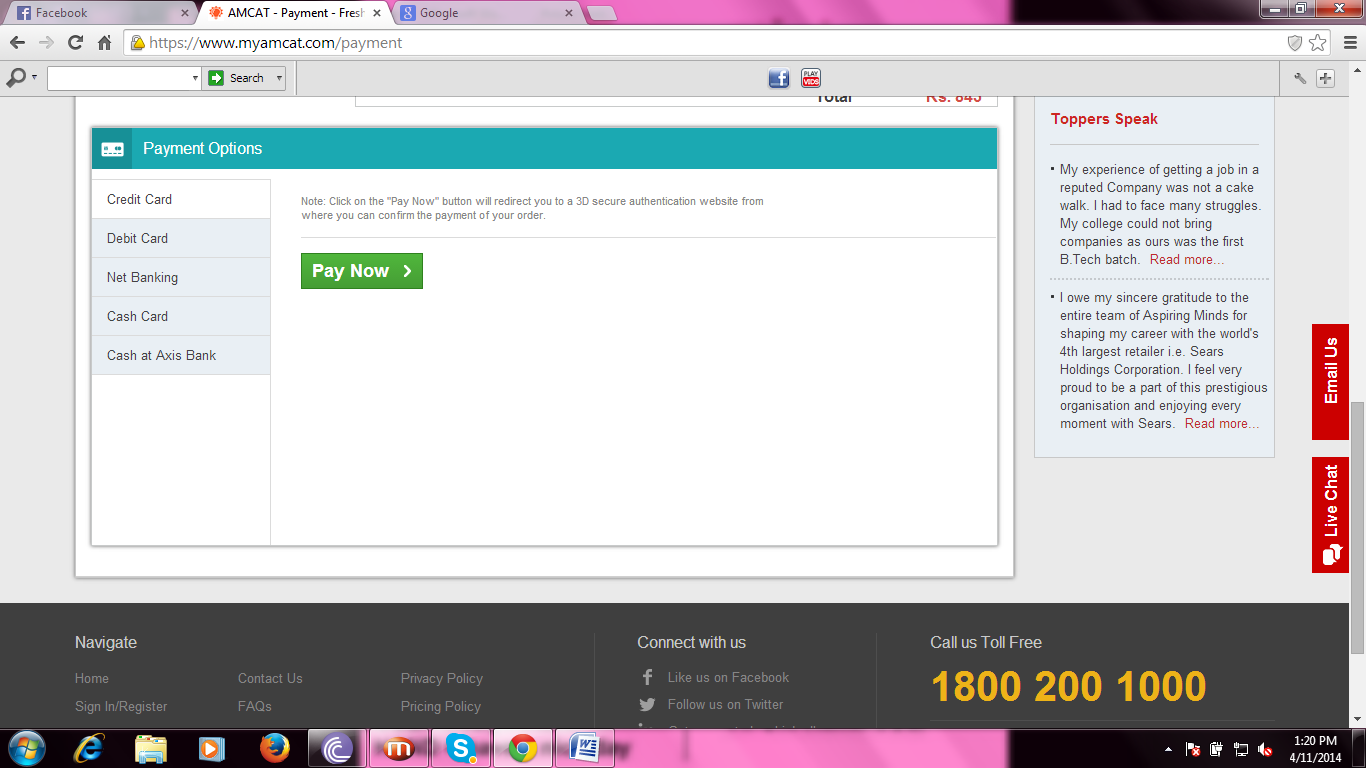 Facebook
AMCAT - Payment - Fresh
Google
https://www.myamcat.com/payment
Search
PLAY
VIDS
Total Rs. 845
Payment Options
Credit Card
Debit Card
Net Banking
Cash Card
Cash at Axis Bank
Note: Click on the "Pay Now" button will redirect you to a 3D secure authentication website from
where you can confirm the payment of your order.
Pay Now
Toppers Speak
My experience of getting a job in a
reputed Company was not a cake
walk. I had to face many struggles.
My college could not bring
companies as ours was the first
B.Tech batch. Read more...
I owe my sincere gratitude to the
entire team of Aspiring Minds for
shaping my career with the world's
4th largest retailer i.e. Sears
Holdings Corporation. I feel very
proud to be a part of this prestigious
organisation and enjoying every
moment with Sears. Read more...
Email Us
Live Chat
Navigate
Home
Contact Us
Privacy Policy
Sign In/Register
FAQs
Pricing Policy
Connect with us
Like us on Facebook
Follow us on Twitter
Call us Toll Free
1800 200 1000
1:20 PM
4/11/2014